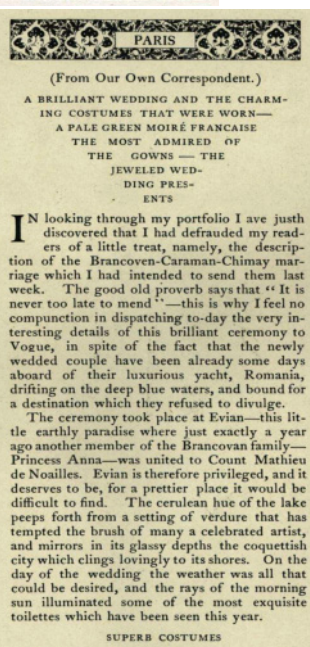 PARIS
(From Our Own Correspondent.)
A BRILLIANT WEDDING AND THE CHARM-
ING COSTUMES THAT WERE WORN—
A PALE GREEN MOIRÉ FRANCAISE
THE MOST ADMIRED OF
THE GOWNS — THE
JEWELED WED-
DING PRES-
ENTS
IN looking through my portfolio I ave justh
discovered that I had defrauded my read-
ers of a little treat, namely, the descrip-
tion of the Brancoven-Caraman-Chimay mar-
riage which I had intended to send them last
week. The good old proverb says that “ It is
never too late to mend ”—this is why I feel no
compunction in dispatching to-day the very in-
teresting details of this brilliant ceremony to
Vogue, in spite of the fact that the newly
wedded couple have been already some days
aboard of their luxurious yacht, Romania,
drifting on the deep blue waters, and bound for
a destination which they refused to divulge.
The ceremony took place at Evian—this lit-
tle earthly paradise where just exactly a year
ago another member of the Brancovan family—
Princess Anna—was united to Count Mathieu
de Noailles. Evian is therefore privileged, and it
deserves to be, for a prettier place it would be
difficult to find. The cerulean hue of the lake
peeps forth from a setting of verdure that has
tempted the brush of many a celebrated artist,
and mirrors in its glassy depths the coquettish
city which clings lovingly to its shores. On the
day of the wedding the weather was all that
could be desired, and the rays of the morning
sun illuminated some of the most exquisite
toilettes which have been seen this year.
SUPERB COSTUMES